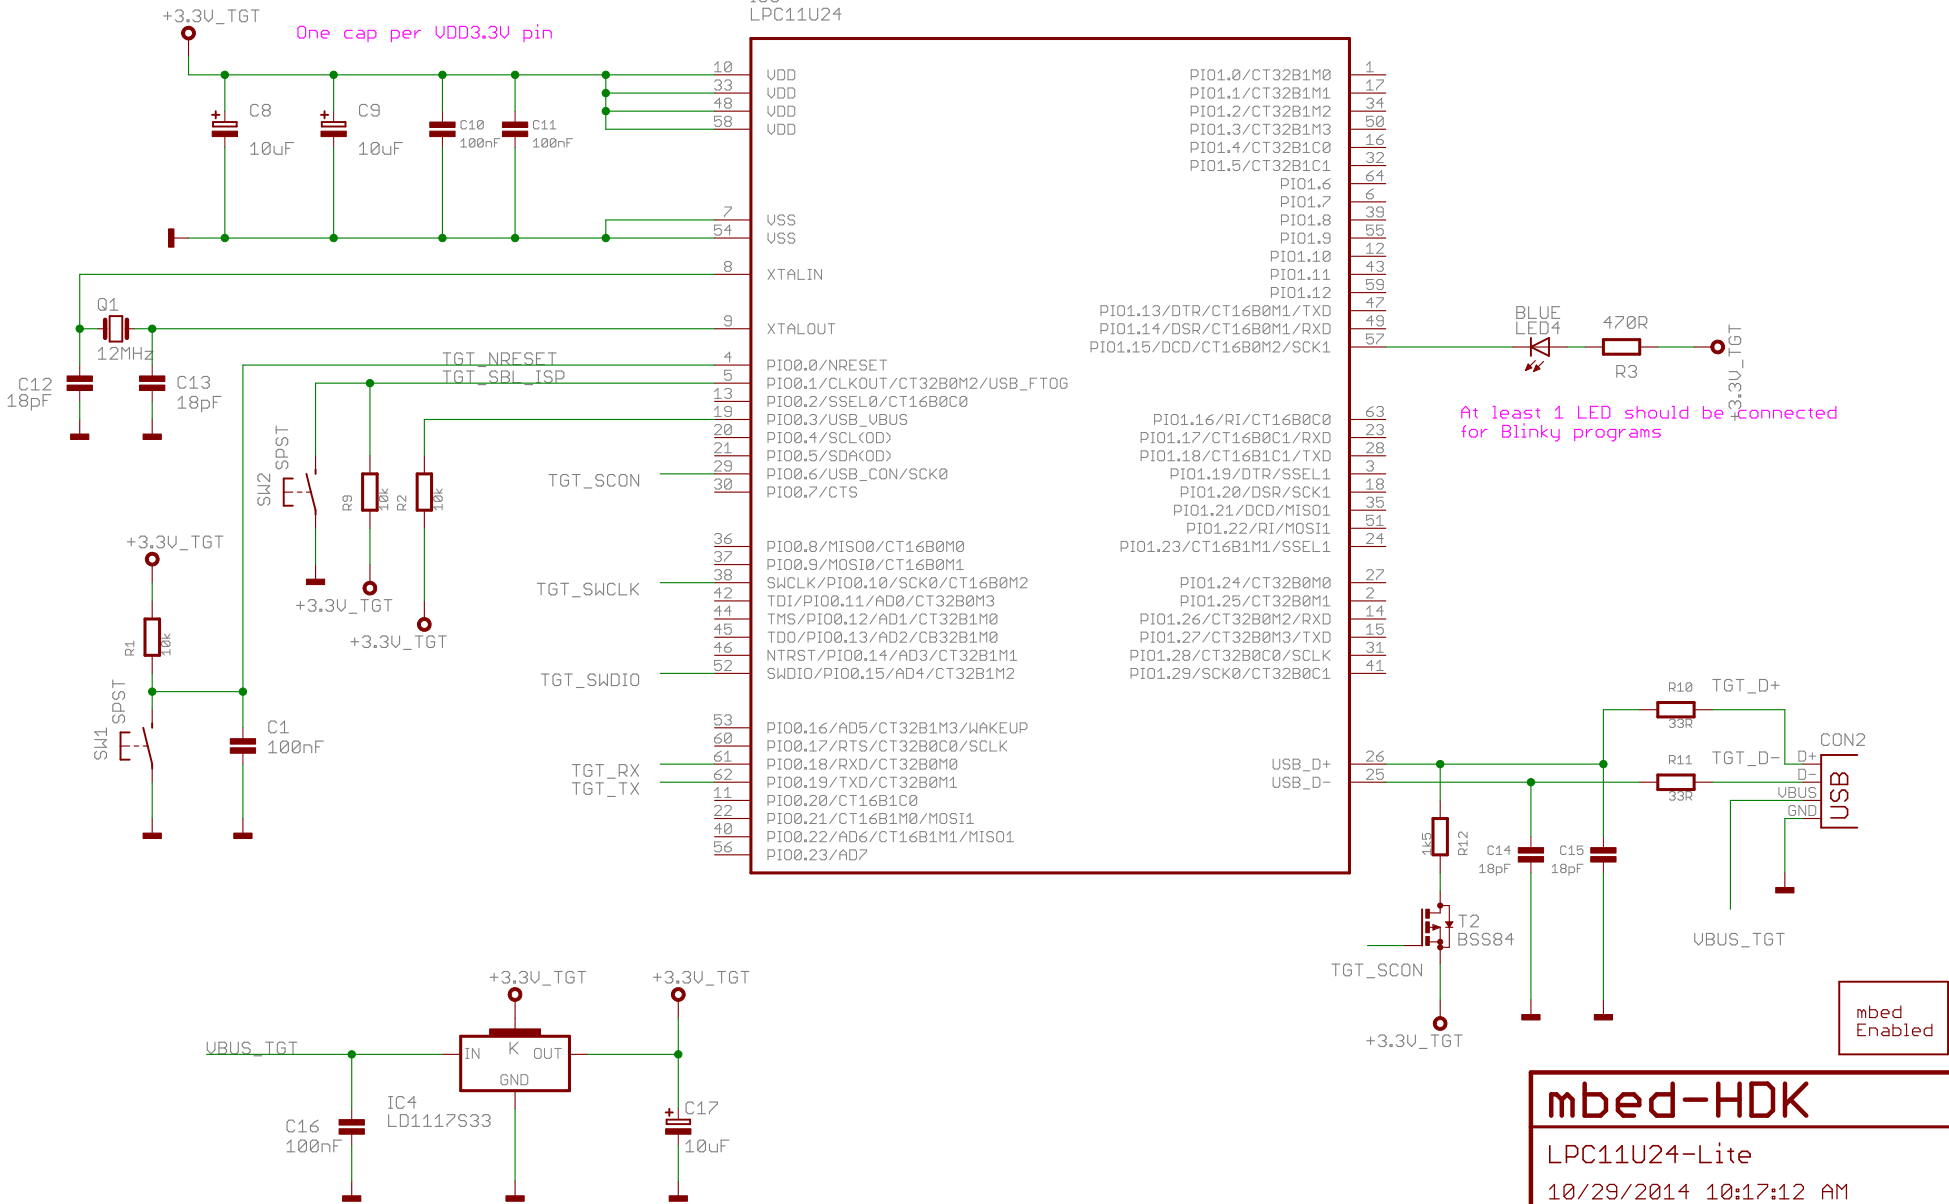 +3.3V_TGT
One cap per VDD3.3V pin
LPC11U24
C8
10uF
C9
10uF
C10
100nF
C11
100nF
10 VDD
33 VDD
48 VDD
58 VDD
7 VSS
54 VSS
8 XTALIN
9 XTALOUT
4 PIO0.0/NRESET
5 PIO0.1/CLKOUT/CT32B0M2/USB_FTOG
13 PIO0.2/SSEL0/CT16B0C0
19 PIO0.3/USB_VBUS
20 PIO0.4/SCL(OD)
21 PIO0.5/SDA(OD)
29 PIO0.6/USB_CON/SCK0
30 PIO0.7/CTS
36 PIO0.8/MISO0/CT16B0M0
37 PIO0.9/MOSI0/CT16B0M1
38 SWCLK/PIO0.10/SCK0/CT16B0M2
42 TDI/PIO0.11/AD0/CT32B0M3
44 TMS/PIO0.12/AD1/CT32B1M0
45 TDO/PIO0.13/AD2/CB32B1M0
46 NTRST/PIO0.14/AD3/CT32B1M1
52 SWDIO/PIO0.15/AD4/CT32B1M2
53 PIO0.16/AD5/CT32B1M3/WAKEUP
60 PIO0.17/RTS/CT32B0C0/SCLK
61 PIO0.18/RXD/CT32B0M0
62 PIO0.19/TXD/CT32B0M1
11 PIO0.20/CT16B1C0
22 PIO0.21/CT16B1M0/MOSI1
40 PIO0.22/AD6/CT16B1M1/MISO1
56 PIO0.23/AD7
PIO1.0/CT32B1M0 1
PIO1.1/CT32B1M1 17
PIO1.2/CT32B1M2 34
PIO1.3/CT32B1M3 50
PIO1.4/CT32B1C0 16
PIO1.5/CT32B1C1 32
PIO1.6 64
PIO1.7 6
PIO1.8 39
PIO1.9 55
PIO1.10 12
PIO1.11 43
PIO1.12 59
PIO1.13/DTR/CT16B0M1/TXD 47
PIO1.14/DSR/CT16B0M1/RXD 49
PIO1.15/DCD/CT16B0M2/SCK1 57
PIO1.16/RI/CT16B0C0 63
PIO1.17/CT16B0C1/RXD 23
PIO1.18/CT16B1C1/TXD 28
PIO1.19/DTR/SSEL1 3
PIO1.20/DSR/SCK1 18
PIO1.21/DCD/MISO1 35
PIO1.22/RI/MOSI1 51
PIO1.23/CT16B1M1/SSEL1 24
PIO1.24/CT32B0M0 27
PIO1.25/CT32B0M1 2
PIO1.26/CT32B0M2/RXD 14
PIO1.27/CT32B0M3/TXD 15
PIO1.28/CT32B0C0/SCLK 31
PIO1.29/SCK0/CT32B0C1 41
USB_D+ 26
USB_D- 25
Q1
12MHz
C12
18pF
C13
18pF
TGT_NRESET
TGT_SBL_ISP
SW2
SPST
R9
10k
R2
10k
+3.3V_TGT
+3.3V_TGT
TGT_SCON
TGT_SWCLK
TGT_SWDIO
TGT_RX
TGT_TX
+3.3V_TGT
R1
10k
SW1
SPST
C1
100nF
BLUE
LED4
470R
R3
+3.3V_TGT
At least 1 LED should be connected
for Blinky programs
R10
33R
TGT_D+
R11
33R
TGT_D-
CON2
D+
D-
VBUS
GND
USB
VBUS_TGT
1k5
R12
C14
18pF
C15
18pF
T2
BSS84
TGT_SCON
+3.3V_TGT
+3.3V_TGT
+3.3V_TGT
VBUS_TGT
IN
K
OUT
GND
IC4
LD1117S33
C16
100nF
C17
10uF
mbed
Enabled
mbed-HDK
LPC11U24-Lite
10/29/2014 10:17:12 AM